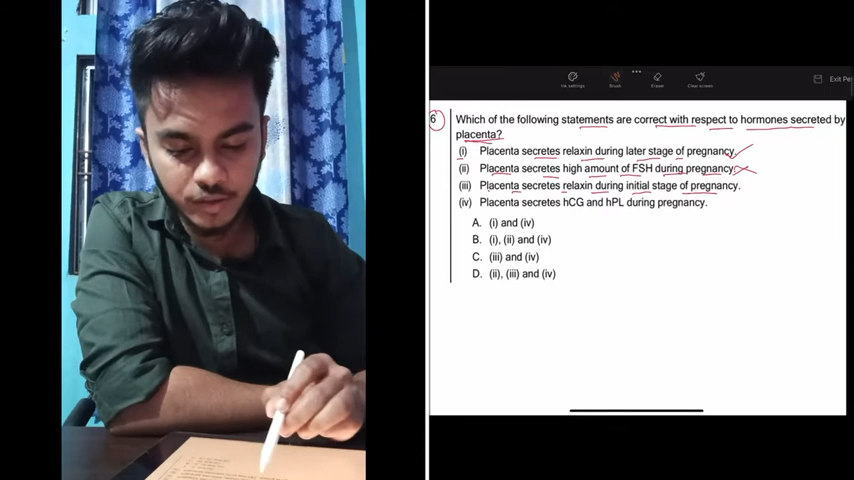 Ink settings
Brush
Eraser
Clear screen
Exit
6
Which of the following statements are correct with respect to hormones secreted by
placenta?
(i) Placenta secretes relaxin during later stage of pregnancy.
(ii) Placenta secretes high amount of FSH during pregnancy.
(iii) Placenta secretes relaxin during initial stage of pregnancy.
(iv) Placenta secretes hCG and hPL during pregnancy.
A. (i) and (iv)
B. (i), (ii) and (iv)
C. (iii) and (iv)
D. (ii), (iii) and (iv)